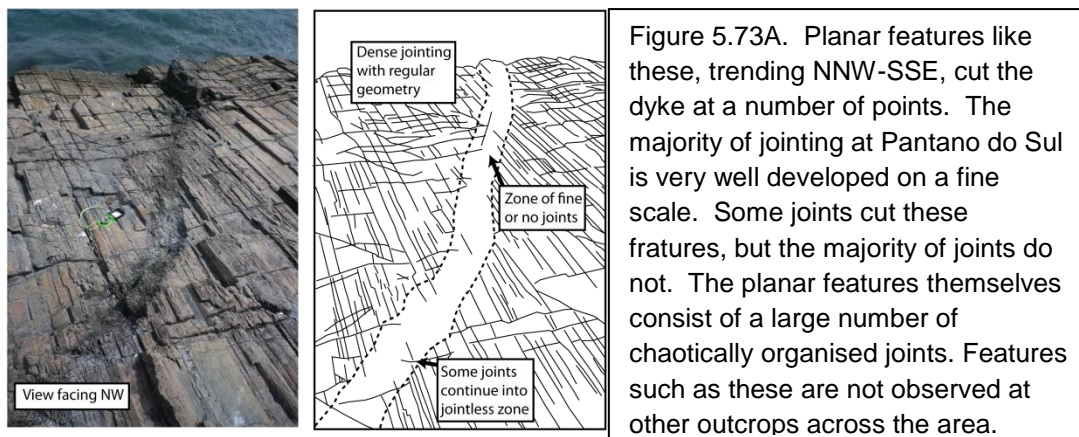 View facing NW
Dense jointing
with regular
geometry
Zone of fine
or no joints
Some joints
continue into
jointless zone
Figure 5.73A.  Planar features like
these, trending NNW-SSE, cut the
dyke at a number of points.  The
majority of jointing at Pantano do Sul
is very well developed on a fine
scale.  Some joints cut these
fratures, but the majority of joints do
not.  The planar features themselves
consist of a large number of
chaotically organised joints. Features
such as these are not observed at
other outcrops across the area.